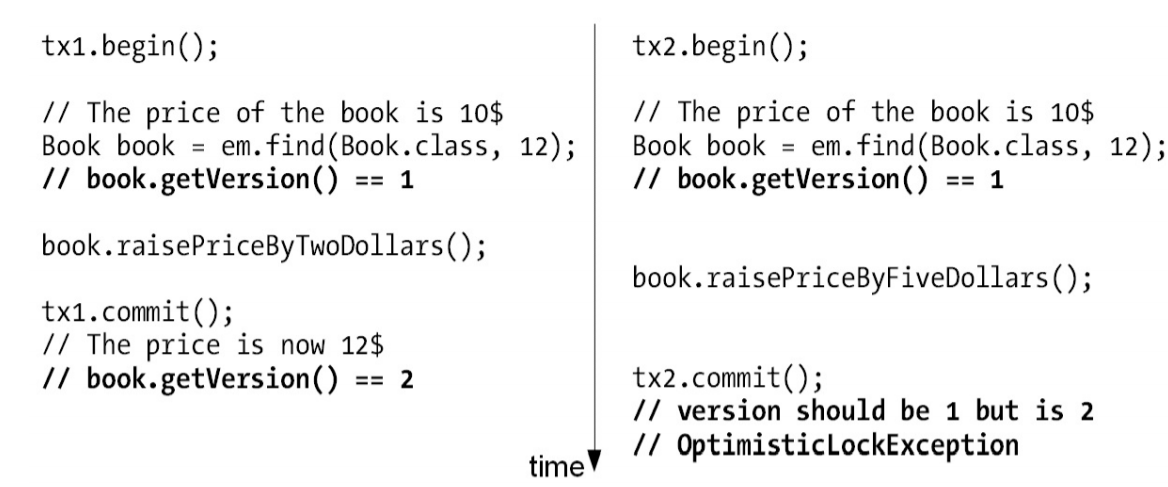 tx1.begin();
// The price of the book is 10$
Book book = em.find(Book.class, 12);
// book.getVersion() == 1
book.raisePriceByTwoDollars();
tx1.commit();
// The price is now 12$
// book.getVersion() == 2
time
tx2.begin();
// The price of the book is 10$
Book book = em.find(Book.class, 12);
// book.getVersion() == 1
book.raisePriceByFiveDollars();
tx2.commit();
// version should be 1 but is 2
// OptimisticLockException